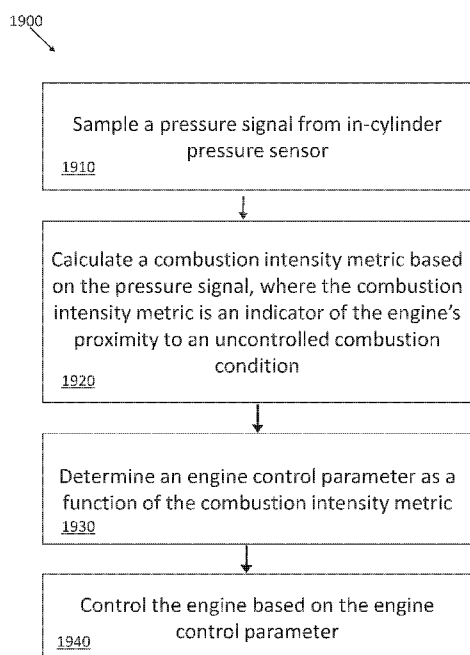 1900
Sample a pressure signal from in-cylinder
pressure sensor
1910
Calculate a combustion intensity metric based
on the pressure signal, where the combustion
intensity metric is an indicator of the engine's
proximity to an uncontrolled combustion
condition
1920
Determine an engine control parameter as a
function of the combustion intensity metric
1930
Control the engine based on the engine
control parameter
1940